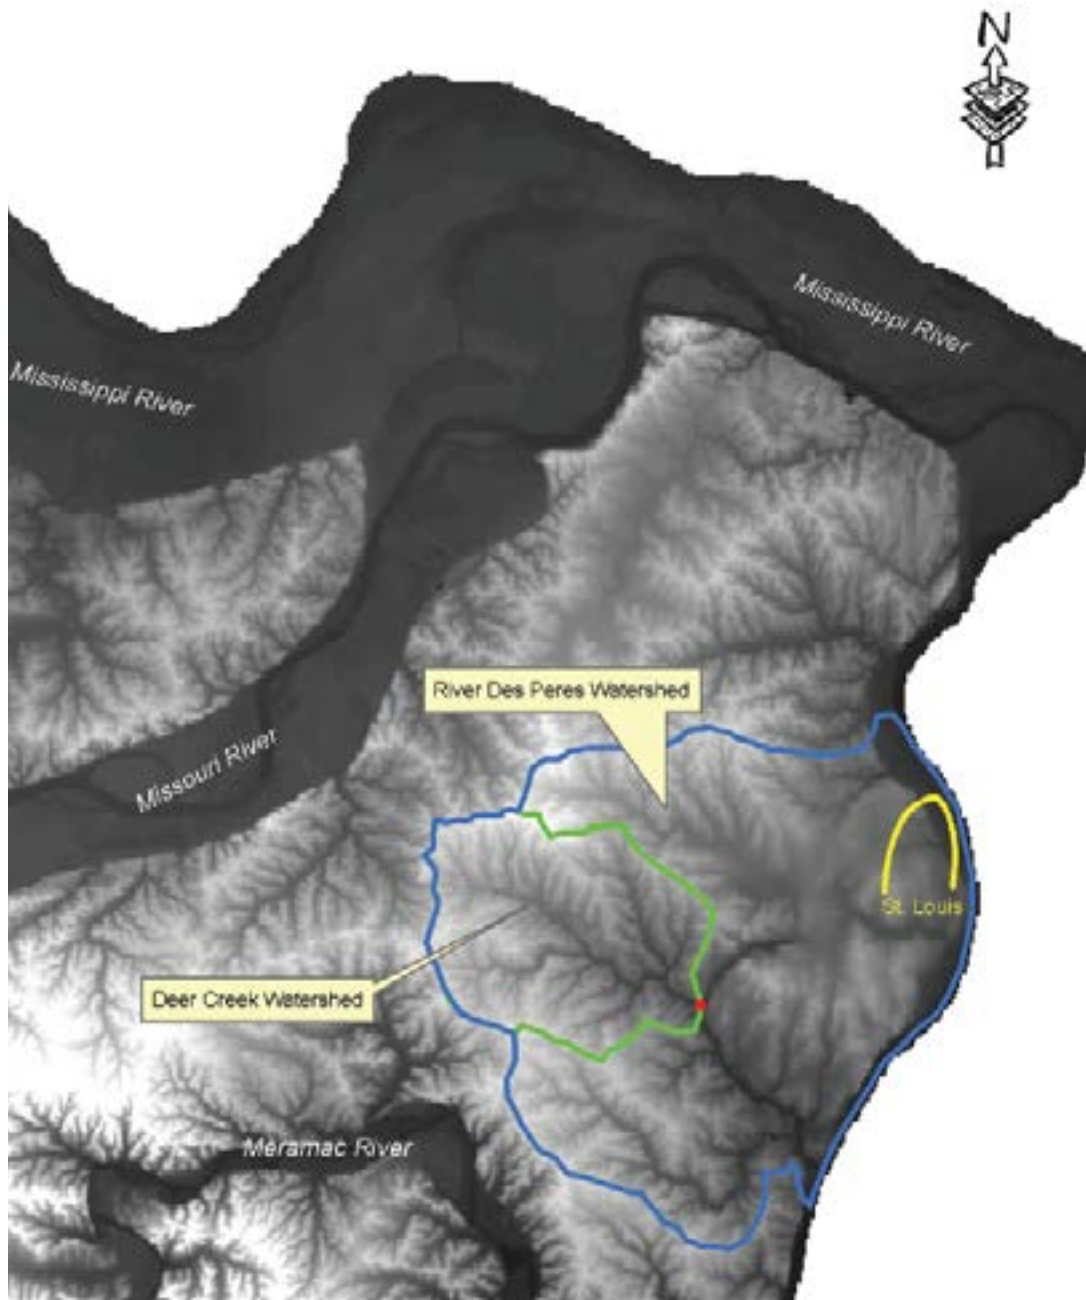 N
Mississippi River
Mississippi River
River Des Peres Watershed
Missouri River
St. Louis
Deer Creek Watershed
Meramac River